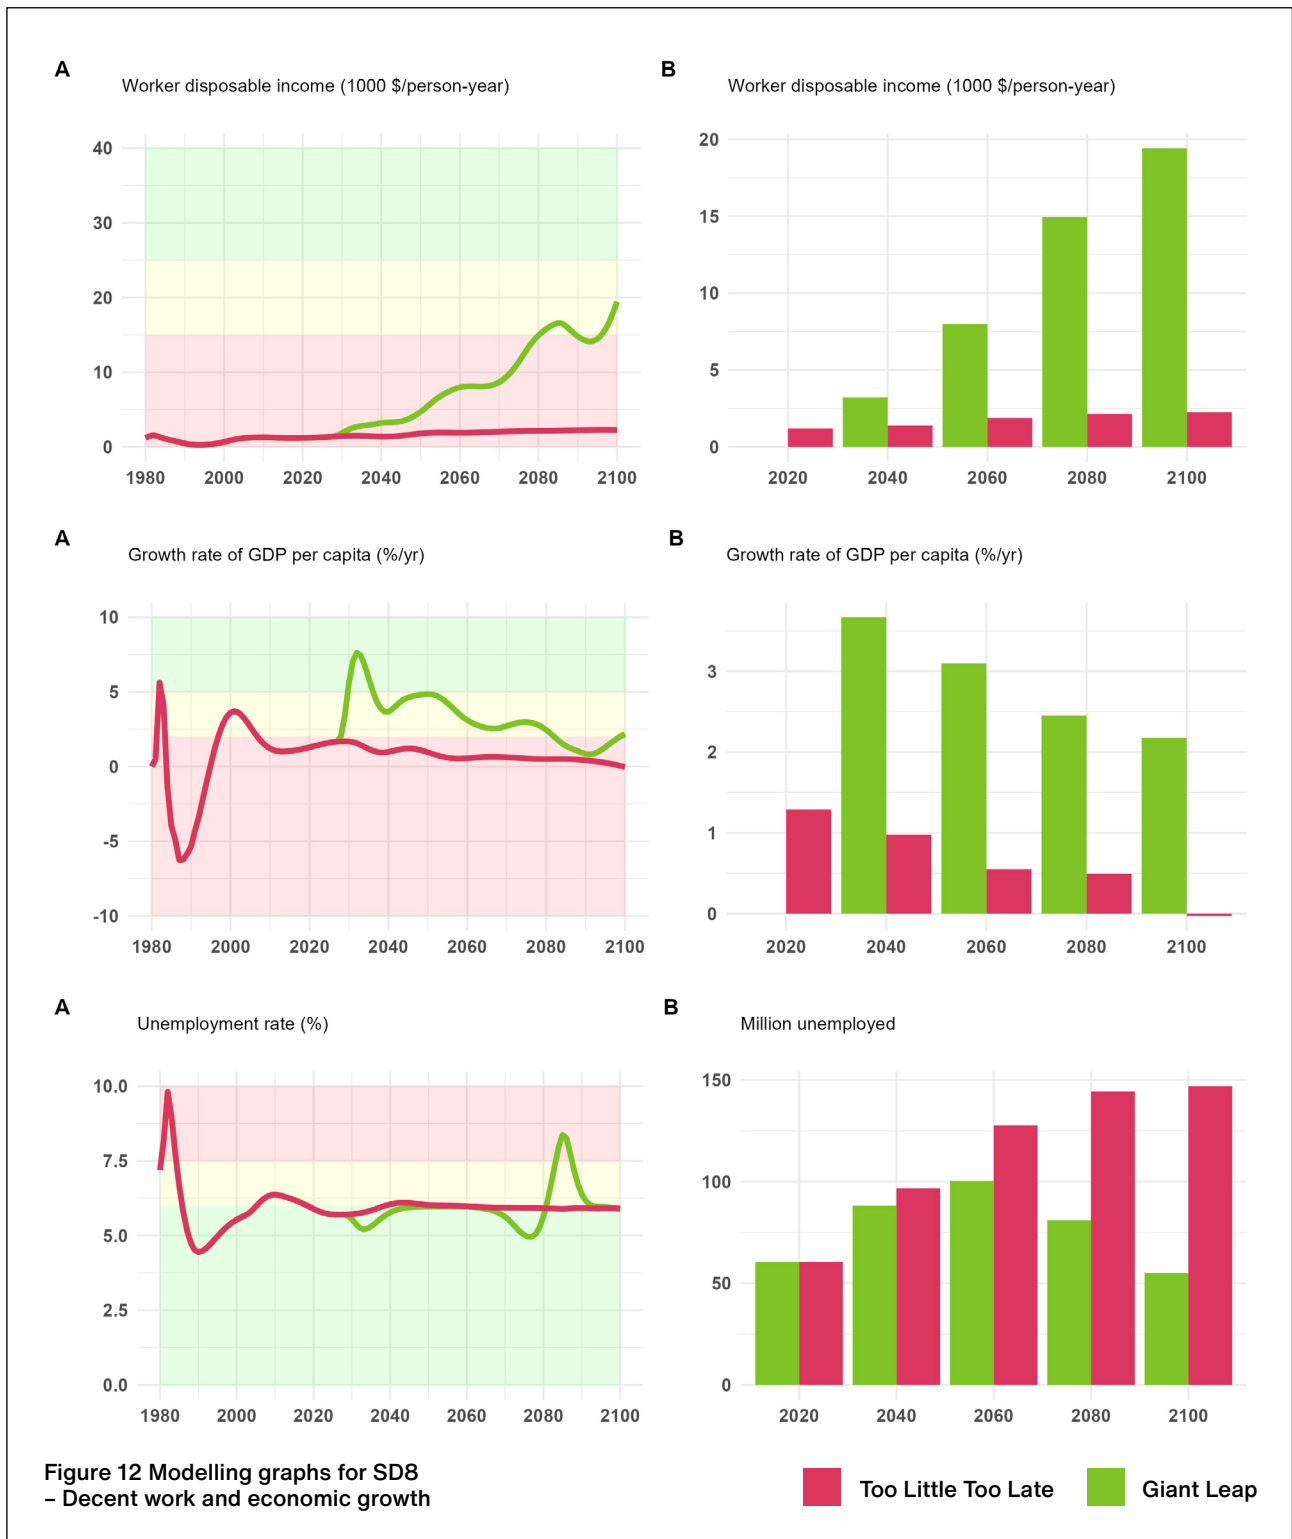 A
Worker disposable income (1000 $/person-year)
40
30
20
10
0
1980 2000 2020 2040 2060 2080 2100
B
Worker disposable income (1000 $/person-year)
20
15
10
5
0
2020 2040 2060 2080 2100
A
Growth rate of GDP per capita (%/yr)
10
5
0
-5
-10
1980 2000 2020 2040 2060 2080 2100
B
Growth rate of GDP per capita (%/yr)
3
2
1
0
2020 2040 2060 2080 2100
A
Unemployment rate (%)
10.0
7.5
5.0
2.5
0.0
1980 2000 2020 2040 2060 2080 2100
B
Million unemployed
150
100
50
0
2020 2040 2060 2080 2100
Figure 12 Modelling graphs for SD8
– Decent work and economic growth
Too Little Too Late
Giant Leap